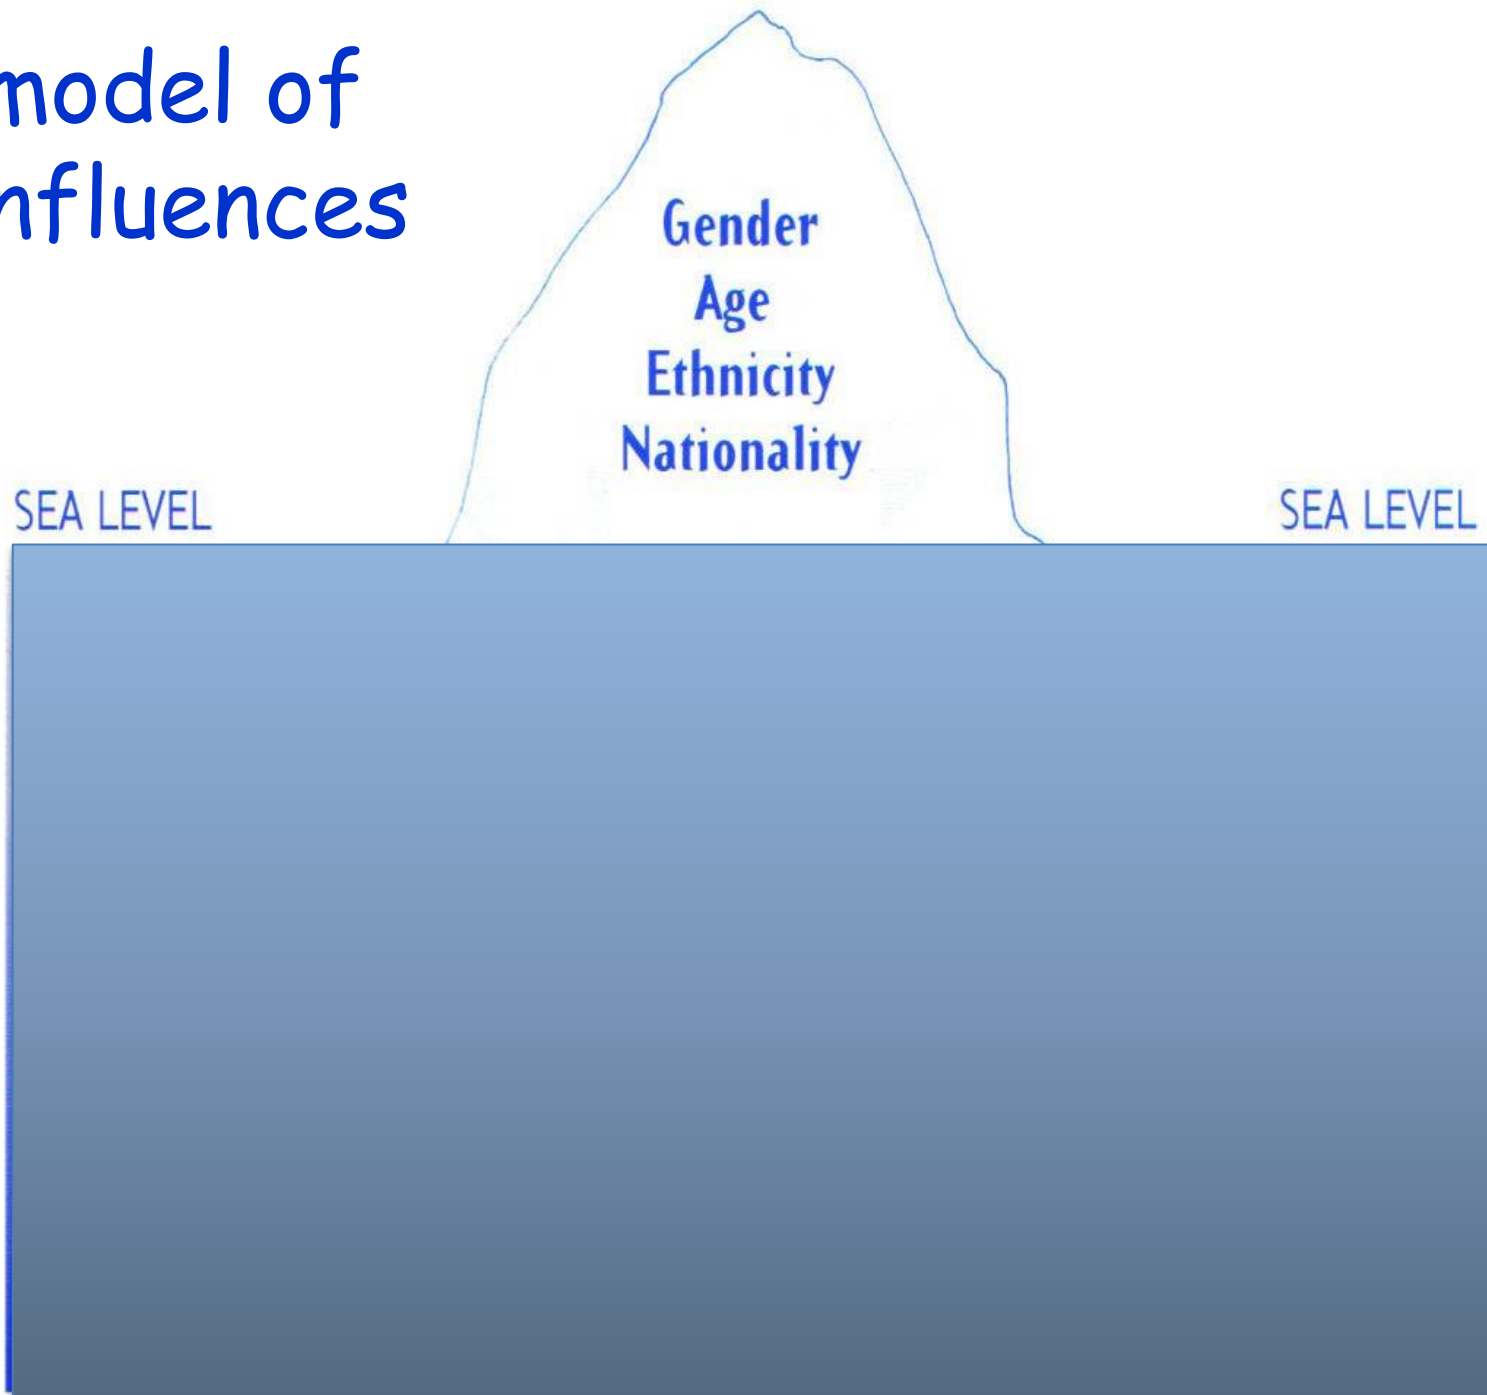 model of
nfluences
Gender
Age
Ethnicity
Nationality
SEA LEVEL
SEA LEVEL